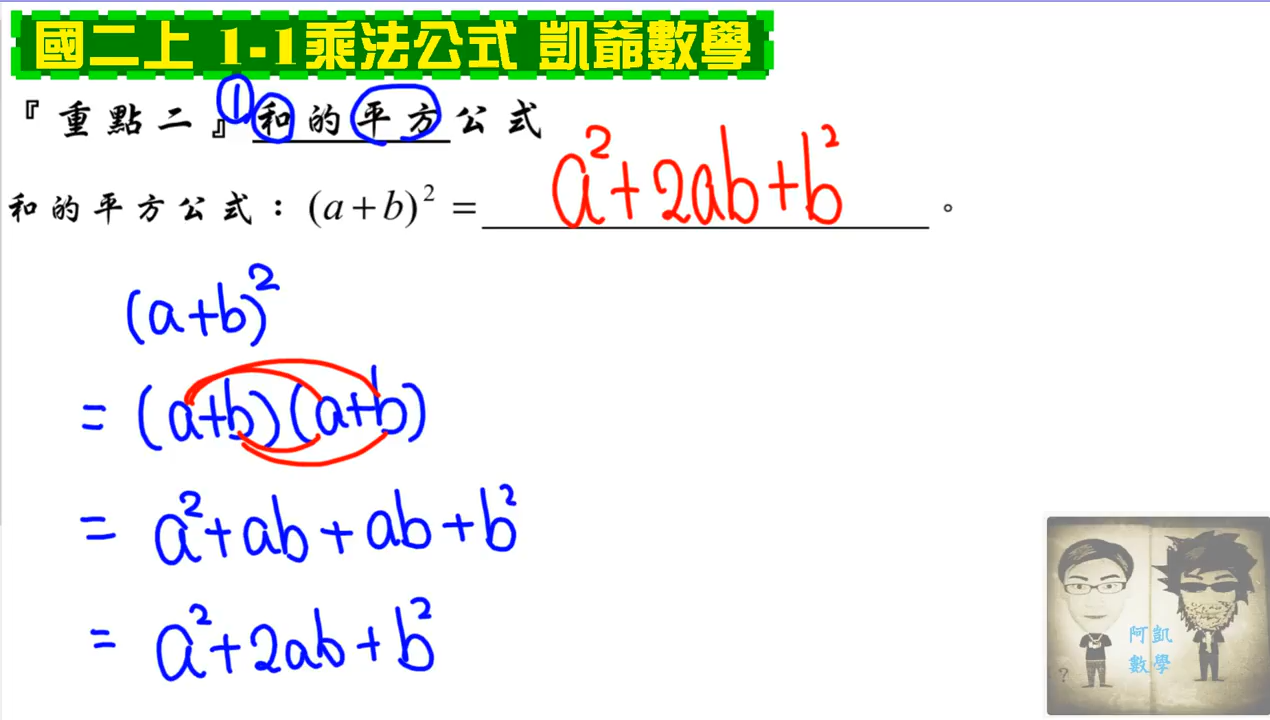 國二上 1-1乘法公式 凱爺數學
『重點二』①和的平方公式
和的平方公式：(a+b)² = a²+2ab+b² 。
(a+b)²
= (a+b)(a+b)
= a²+ab+ab+b²
= a²+2ab+b²
阿凱
數學
?